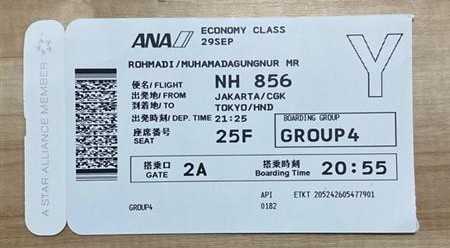 A STAR ALLIANCE MEMBER
ANA
ECONOMY CLASS
29SEP
ROHMADI/MUHAMADAGUNGNUR MR
便名/FLIGHT NH 856
出発地/FROM JAKARTA/CGK
到着地/TO TOKYO/HND
出発時刻/DEP. TIME 21:25
座席番号
SEAT 25F
BOARDING GROUP
GROUP4
Y
搭乗口
GATE 2A
搭乗時刻
Boarding Time 20:55
API ETKT 205242605477901
GROUP4 0182